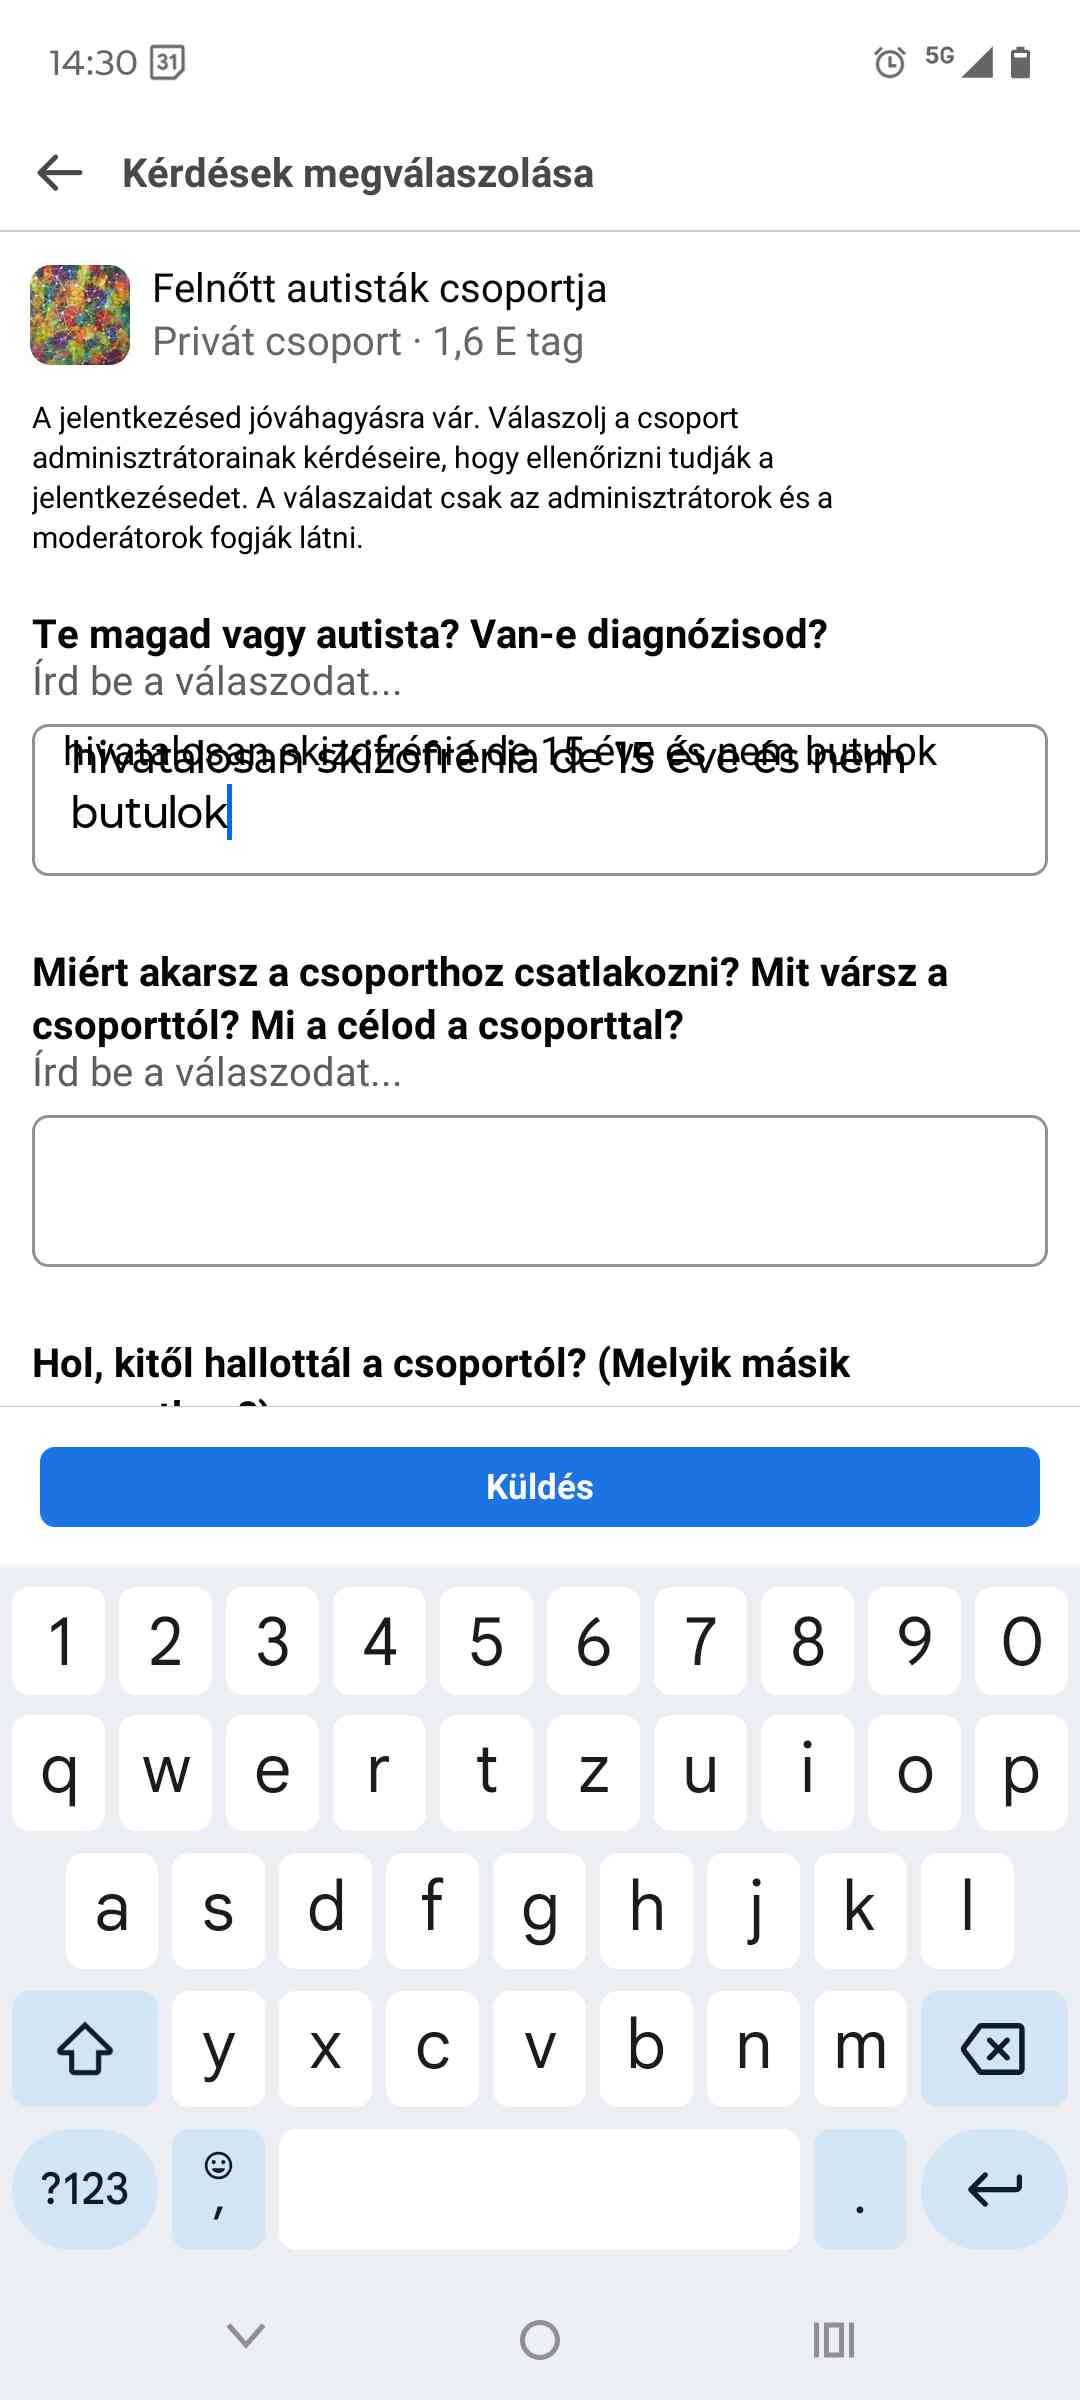 14:30 31 5G
Kérdések megválaszolása
Felnőtt autisták csoportja
Privát csoport · 1,6 E tag
A jelentkezésed jóváhagyásra vár. Válaszolj a csoport
adminisztrátorainak kérdéseire, hogy ellenőrizni tudják a
jelentkezésedet. A válaszaidat csak az adminisztrátorok és a
moderátorok fogják látni.
Te magad vagy autista? Van-e diagnózisod?
Írd be a válaszodat...
hivatalosan skizofrénia de 15 éve és nem butulok
hivatalosan skizofrénia de 15 éve és nem
butulok
Miért akarsz a csoporthoz csatlakozni? Mit vársz a
csoporttól? Mi a célod a csoporttal?
Írd be a válaszodat...
Hol, kitől hallottál a csoportól? (Melyik másik
Küldés
1 2 3 4 5 6 7 8 9 0
q w e r t z u i o p
a s d f g h j k l
y x c v b n m
?123 , .